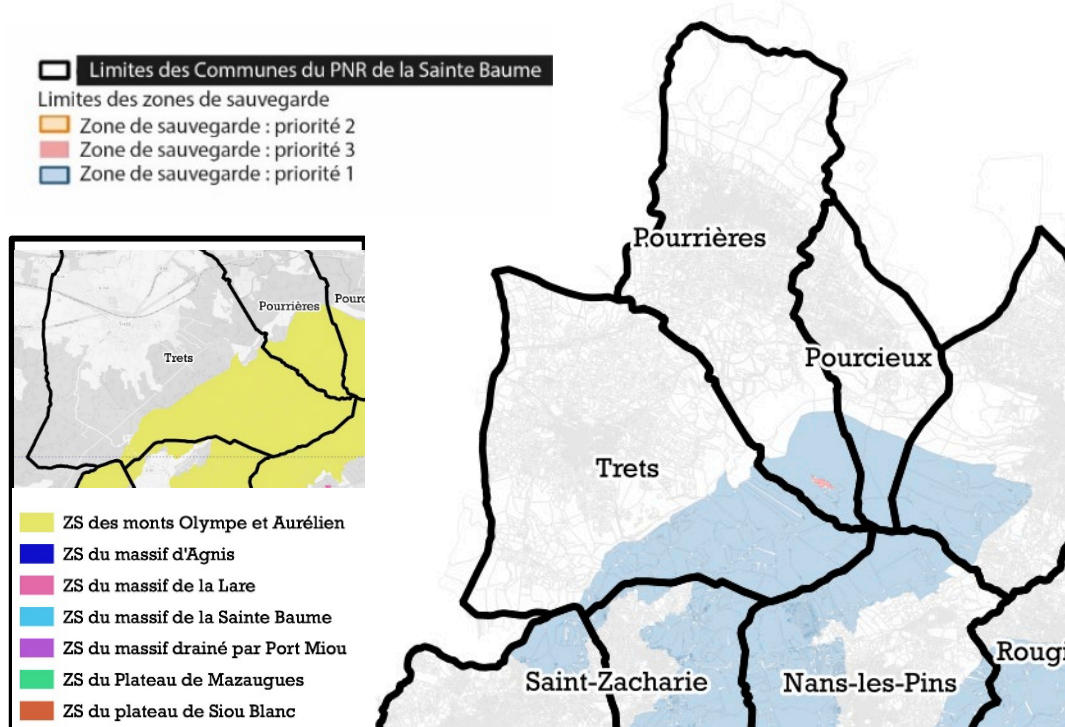 Limites des Communes du PNR de la Sainte Baume
Limites des zones de sauvegarde
Zone de sauvegarde : priorité 2
Zone de sauvegarde : priorité 3
Zone de sauvegarde : priorité 1
Pourrières
Pourc
Trets
ZS des monts Olympe et Aurélien
ZS du massif d'Agnis
ZS du massif de la Lare
ZS du massif de la Sainte Baume
ZS du massif drainé par Port Miou
ZS du Plateau de Mazaugues
ZS du plateau de Siou Blanc
Pourrières
Pourcieux
Trets
Rougi
Saint-Zacharie
Nans-les-Pins